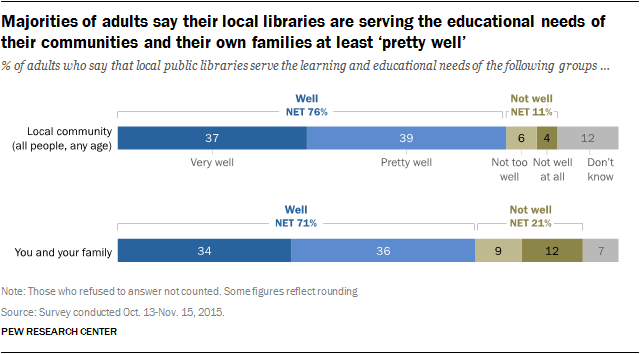 Majorities of adults say their local libraries are serving the educational needs of
their communities and their own families at least ‘pretty well’
% of adults who say that local public libraries serve the learning and educational needs of the following groups ...
Well
NET 76%
Not well
NET 11%
Local community
(all people, any age)
37 39 6 4 12
Very well
Pretty well
Not too
well
Not well
at all
Don’t
know
Well
NET 71%
Not well
NET 21%
You and your family
34 36 9 12 7
Note: Those who refused to answer not counted. Some figures reflect rounding
Source: Survey conducted Oct. 13-Nov. 15, 2015.
PEW RESEARCH CENTER